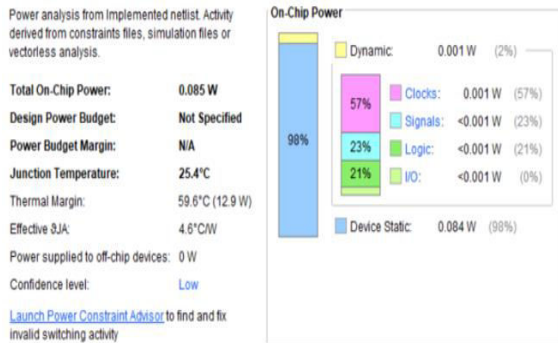 Power analysis from Implemented netlist. Activity
derived from constraints files, simulation files or
vectorless analysis.
Total On-Chip Power: 0.085 W
Design Power Budget: Not Specified
Power Budget Margin: N/A
Junction Temperature: 25.4°C
Thermal Margin: 59.6°C (12.9 W)
Effective ϑJA: 4.6°C/W
Power supplied to off-chip devices: 0 W
Confidence level: Low
Launch Power Constraint Advisor to find and fix
invalid switching activity
On-Chip Power
Dynamic: 0.001 W (2%)
57% Clocks: 0.001 W (57%)
23% Signals: <0.001 W (23%)
21% Logic: <0.001 W (21%)
I/O: <0.001 W (0%)
98%
Device Static: 0.084 W (98%)